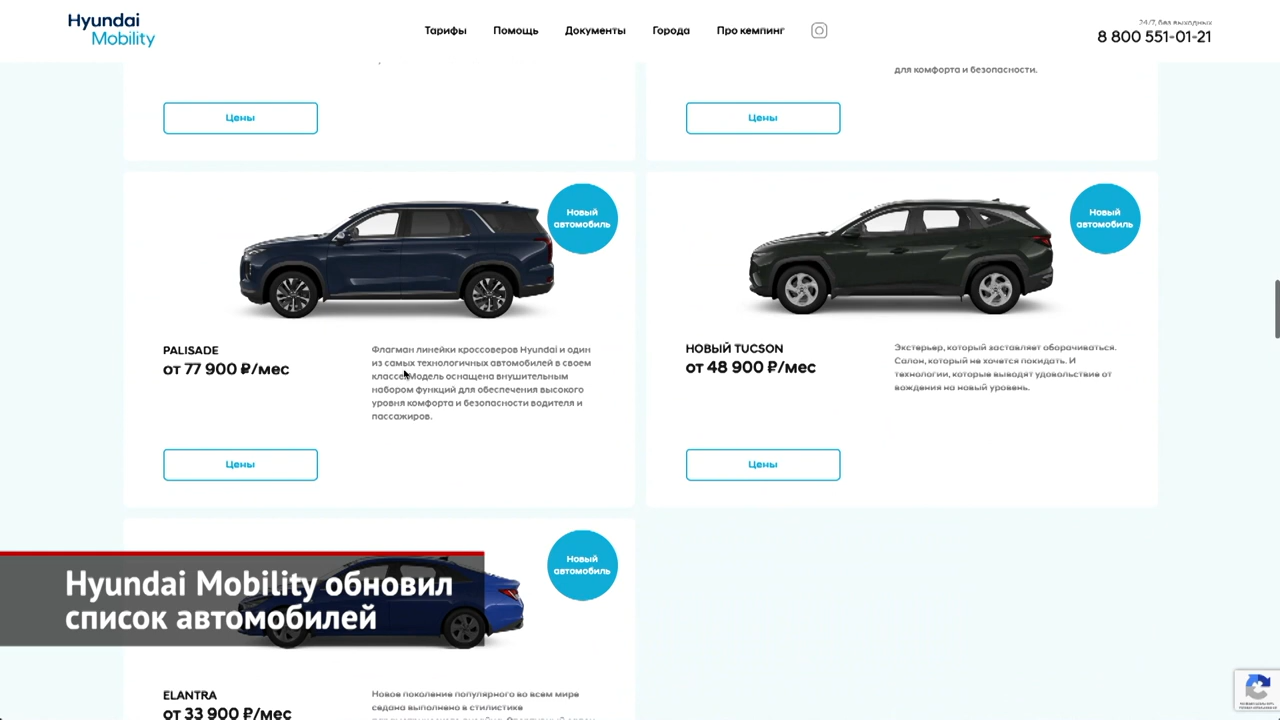 Hyundai
Mobility
Тарифы
Помощь
Документы
Города
Про кемпинг
24/7, без выходных
8 800 551-01-21
для комфорта и безопасности.
Цены
Цены
Новый
автомобиль
PALISADE
от 77 900 ₽/мес
Флагман линейки кроссоверов Hyundai и один
из самых технологичных автомобилей в своем
классе. Модель оснащена внушительным
набором функций для обеспечения высокого
уровня комфорта и безопасности водителя и
пассажиров.
Цены
Новый
автомобиль
НОВЫЙ TUCSON
от 48 900 ₽/мес
Экстерьер, который заставляет оборачиваться.
Салон, который не хочется покидать. И
технологии, которые выводят удовольствие от
вождения на новый уровень.
Цены
Новый
автомобиль
Hyundai Mobility обновил
список автомобилей
ELANTRA
от 33 900 ₽/мес
Новое поколение популярного во всем мире
седана выполнено в стилистике